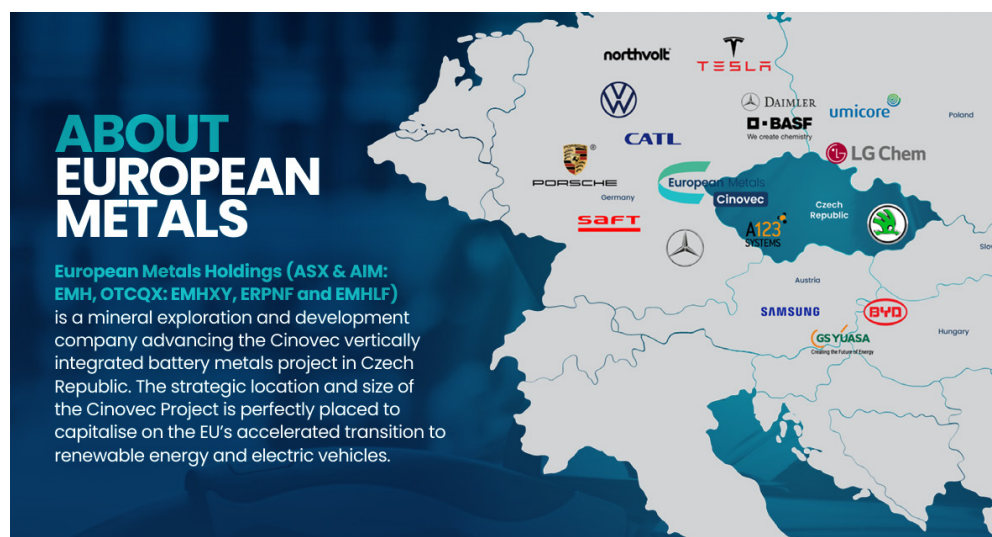 ABOUT
EUROPEAN
METALS
European Metals Holdings (ASX & AIM:
EMH, OTCQX: EMHXY, ERPNF and EMHLF)
is a mineral exploration and development
company advancing the Cinovec vertically
integrated battery metals project in Czech
Republic. The strategic location and size of
the Cinovec Project is perfectly placed to
capitalise on the EU's accelerated transition to
renewable energy and electric vehicles.
northvolt
TESLA
DAIMLER
BASF
We create chemistry
umicore
Poland
CATL
LG Chem
PORSCHE
European Metals
Cinovec
Germany
Czech
Republic
saft
A123
SYSTEMS
Slo
Austria
SAMSUNG
BYD
Hungary
GS YUASA
Creating the Future of Energy